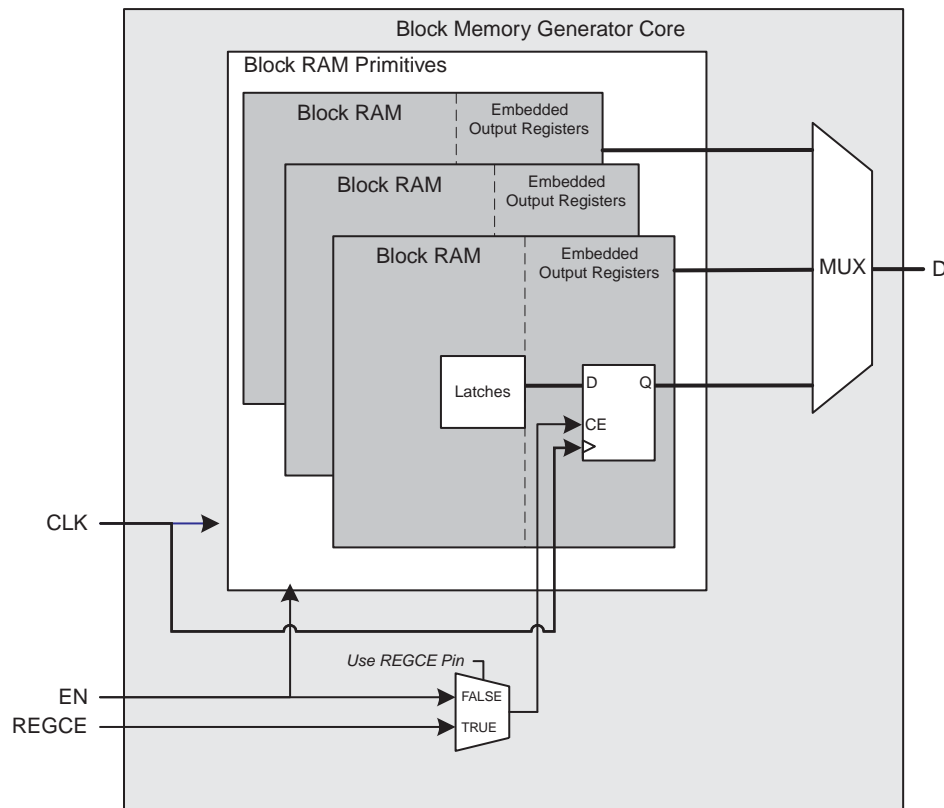 Block Memory Generator Core
Block RAM Primitives
Block RAM
Embedded
Output Registers
Block RAM
Embedded
Output Registers
Block RAM
Embedded
Output Registers
MUX
D
Latches
D
Q
CE
CLK
Use REGCE Pin
EN
FALSE
REGCE
TRUE